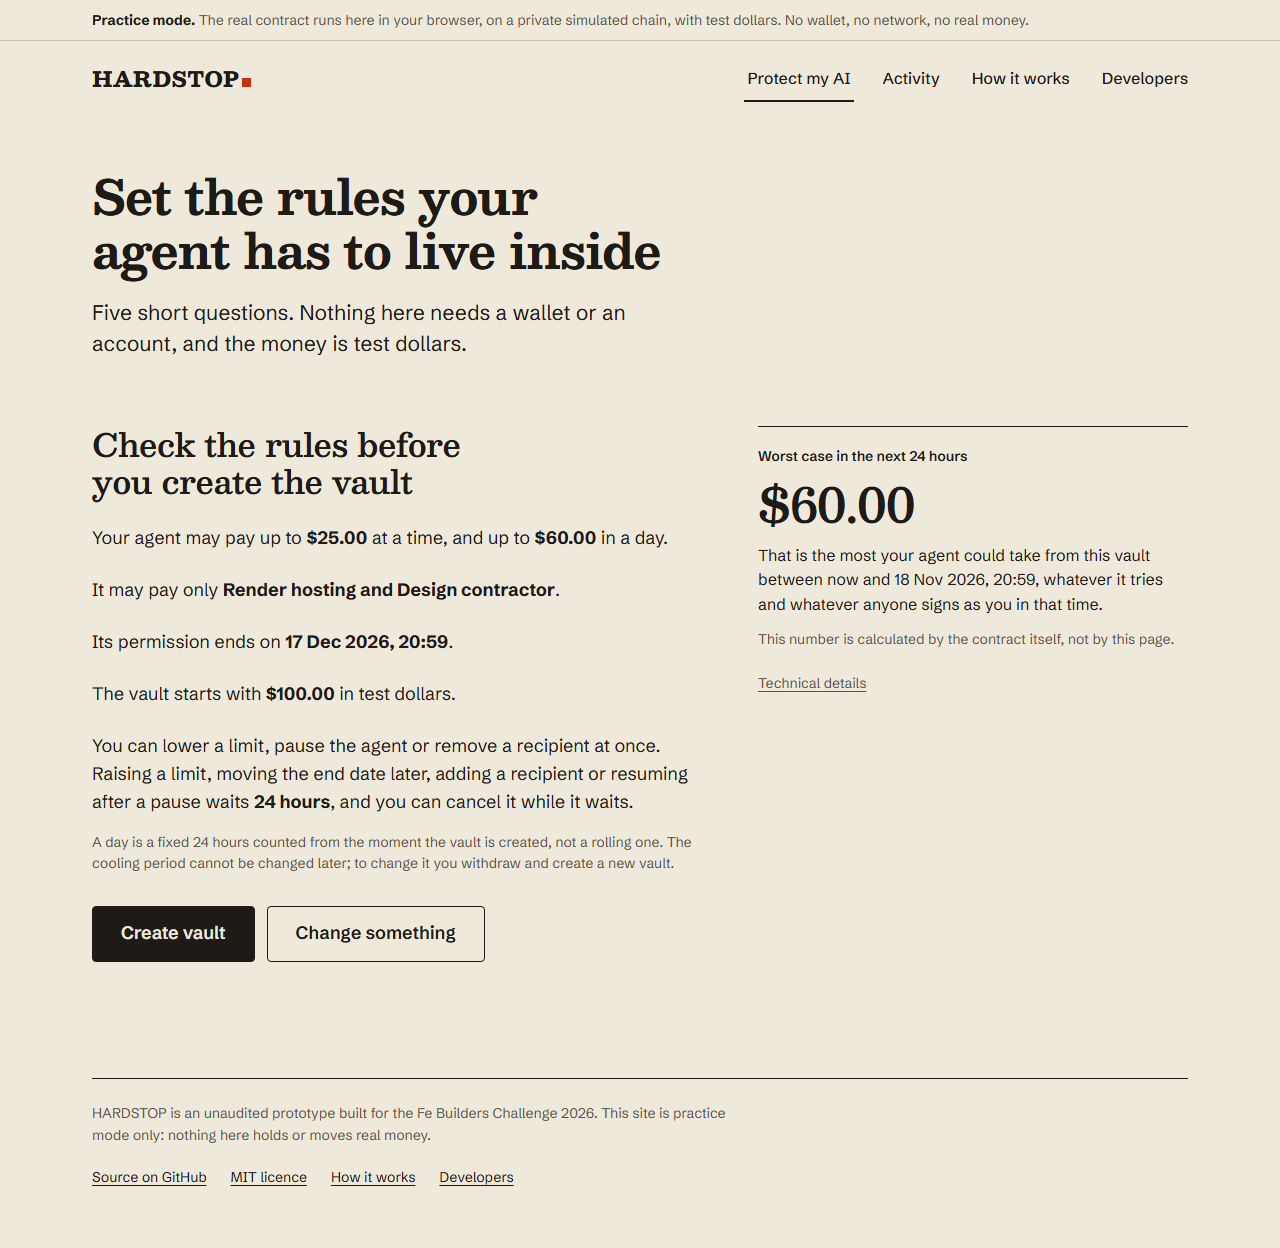 Practice mode. The real contract runs here in your browser, on a private simulated chain, with test dollars. No wallet, no network, no real money.
HARDSTOP
Protect my AI
Activity
How it works
Developers
Set the rules your
agent has to live inside
Five short questions. Nothing here needs a wallet or an
account, and the money is test dollars.
Check the rules before
you create the vault
Your agent may pay up to $25.00 at a time, and up to $60.00 in a day.
It may pay only Render hosting and Design contractor.
Its permission ends on 17 Dec 2026, 20:59.
The vault starts with $100.00 in test dollars.
You can lower a limit, pause the agent or remove a recipient at once.
Raising a limit, moving the end date later, adding a recipient or resuming
after a pause waits 24 hours, and you can cancel it while it waits.
A day is a fixed 24 hours counted from the moment the vault is created, not a rolling one. The
cooling period cannot be changed later; to change it you withdraw and create a new vault.
Create vault
Change something
Worst case in the next 24 hours
$60.00
That is the most your agent could take from this vault
between now and 18 Nov 2026, 20:59, whatever it tries
and whatever anyone signs as you in that time.
This number is calculated by the contract itself, not by this page.
Technical details
HARDSTOP is an unaudited prototype built for the Fe Builders Challenge 2026. This site is practice
mode only: nothing here holds or moves real money.
Source on GitHub
MIT licence
How it works
Developers